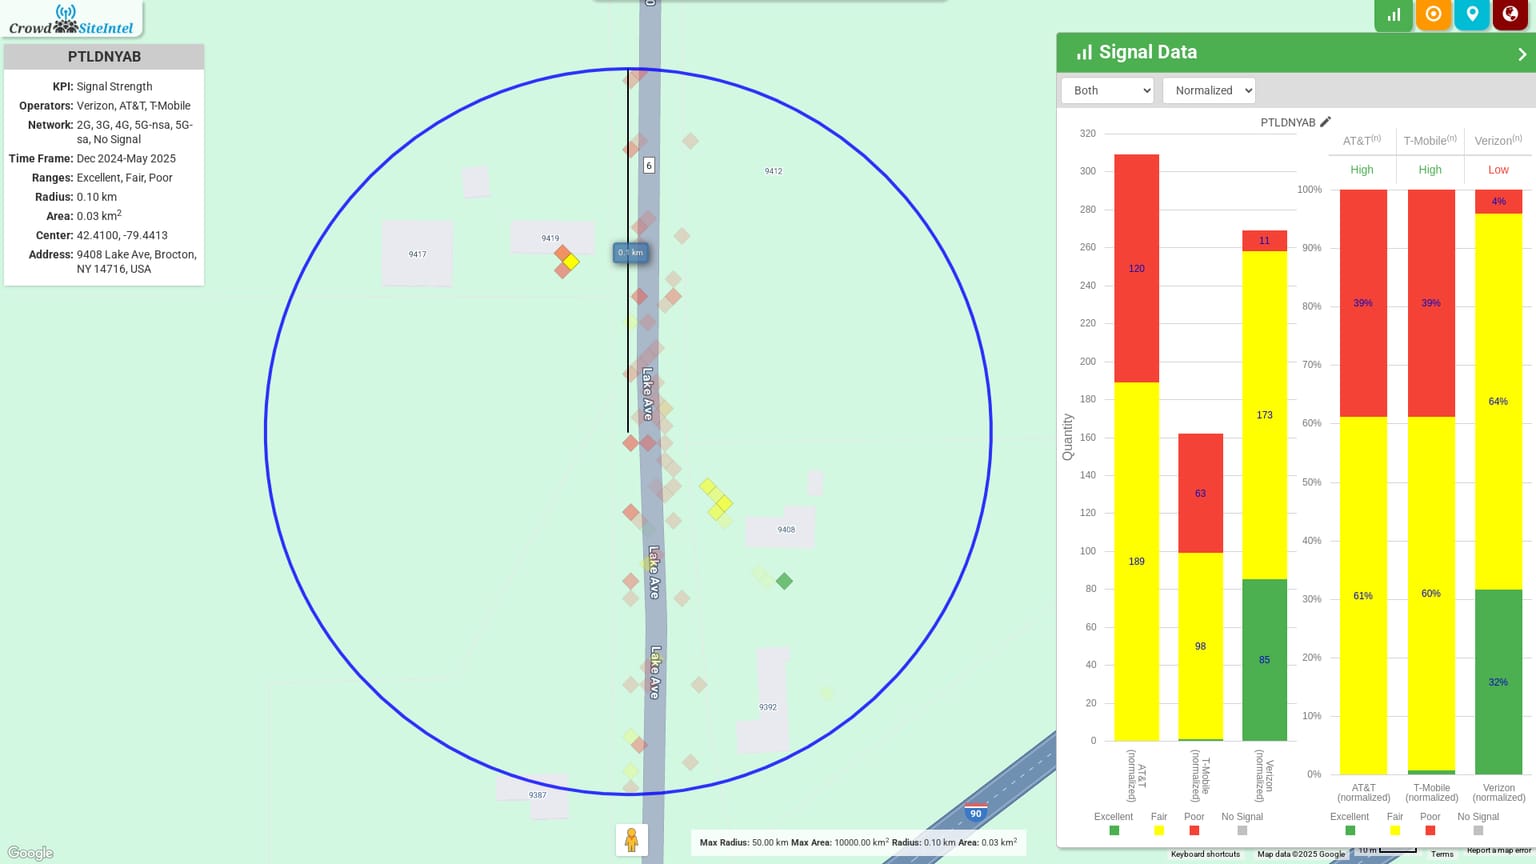 Crowd SiteIntel
PTLDNYAB
KPI: Signal Strength
Operators: Verizon, AT&T, T-Mobile
Network: 2G, 3G, 4G, 5G-nsa, 5G-
sa, No Signal
Time Frame: Dec 2024-May 2025
Ranges: Excellent, Fair, Poor
Radius: 0.10 km
Area: 0.03 km²
Center: 42.4100, -79.4413
Address: 9408 Lake Ave, Brocton,
NY 14716, USA
6
9412
9419
9417
0.1 km
Lake Ave
9408
Lake Ave
Lake Ave
9392
9387
90
Google
Max Radius: 50.00 km Max Area: 10000.00 km² Radius: 0.10 km Area: 0.03 km²
Signal Data
Both
Normalized
PTLDNYAB
Quantity
320
300
280
260
240
220
200
180
160
140
120
100
80
60
40
20
0
120
189
63
98
11
173
85
AT&T
(normalized)
T-Mobile
(normalized)
Verizon
(normalized)
Excellent Fair Poor No Signal
AT&T(n) T-Mobile(n) Verizon(n)
High High Low
100%
90%
80%
70%
60%
50%
40%
30%
20%
10%
0%
39%
61%
39%
60%
4%
64%
32%
AT&T
(normalized)
T-Mobile
(normalized)
Verizon
(normalized)
Excellent Fair Poor No Signal
Keyboard shortcuts Map data ©2025 Google 10 m Terms Report a map error